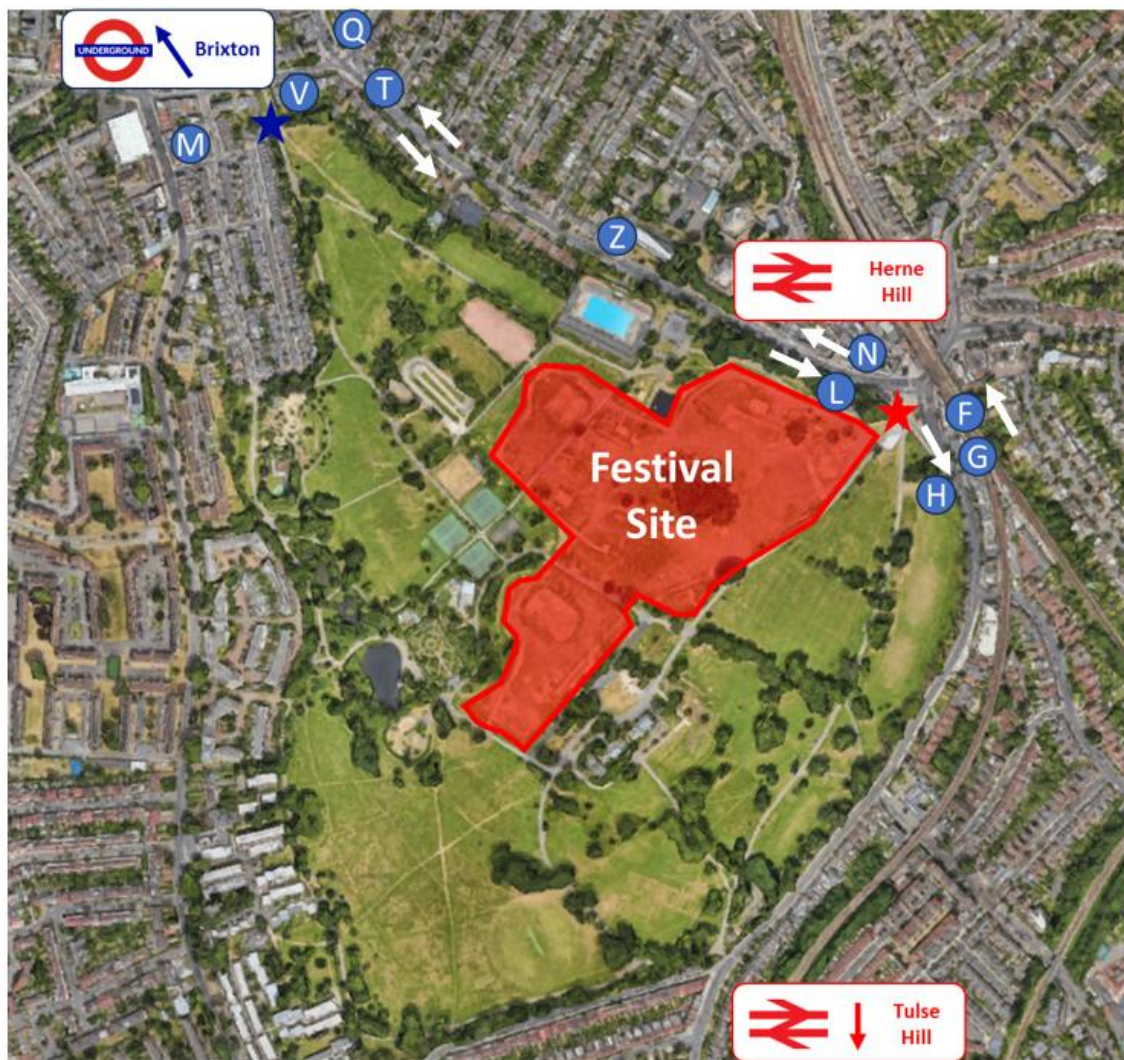 Q
UNDERGROUND
Brixton
V
T
M
Z
Herne
Hill
N
L
F
Festival
Site
G
H
Tulse
Hill